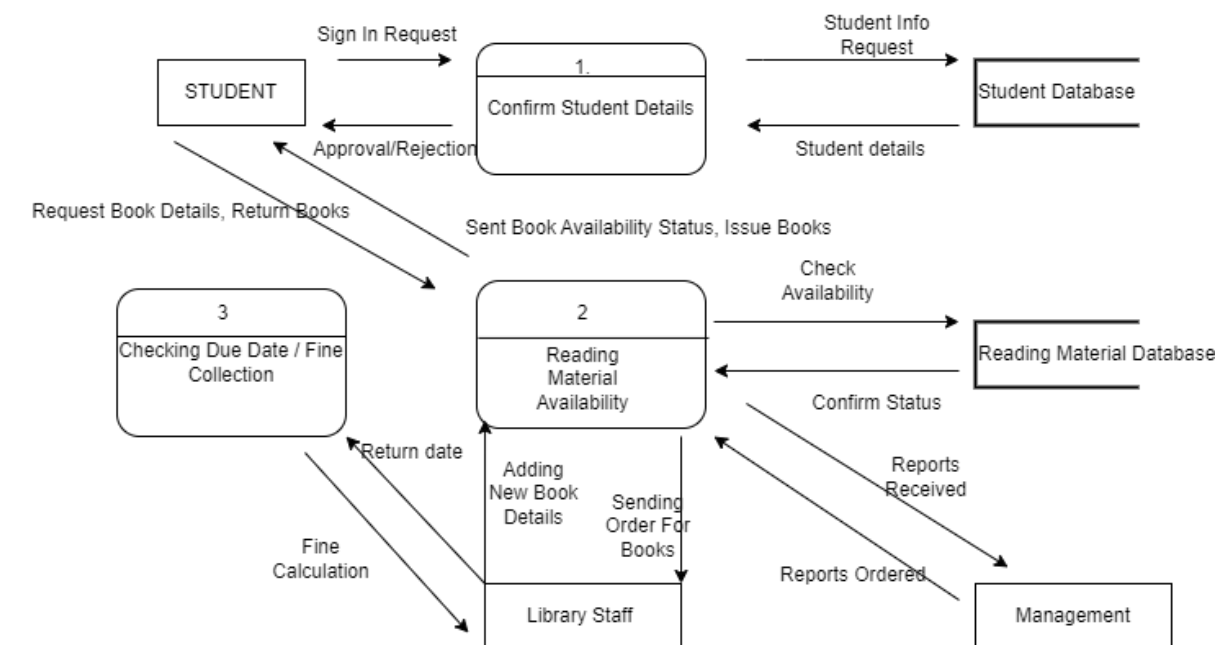 Sign In Request
Student Info
Request
STUDENT
1.
Confirm Student Details
Student Database
Approval/Rejection
Student details
Request Book Details, Return Books
Sent Book Availability Status, Issue Books
Check
Availability
3
Checking Due Date / Fine
Collection
2
Reading
Material
Availability
Reading Material Database
Confirm Status
Return date
Adding
New Book
Details
Sending
Order For
Books
Reports
Received
Fine
Calculation
Reports Ordered
Library Staff
Management